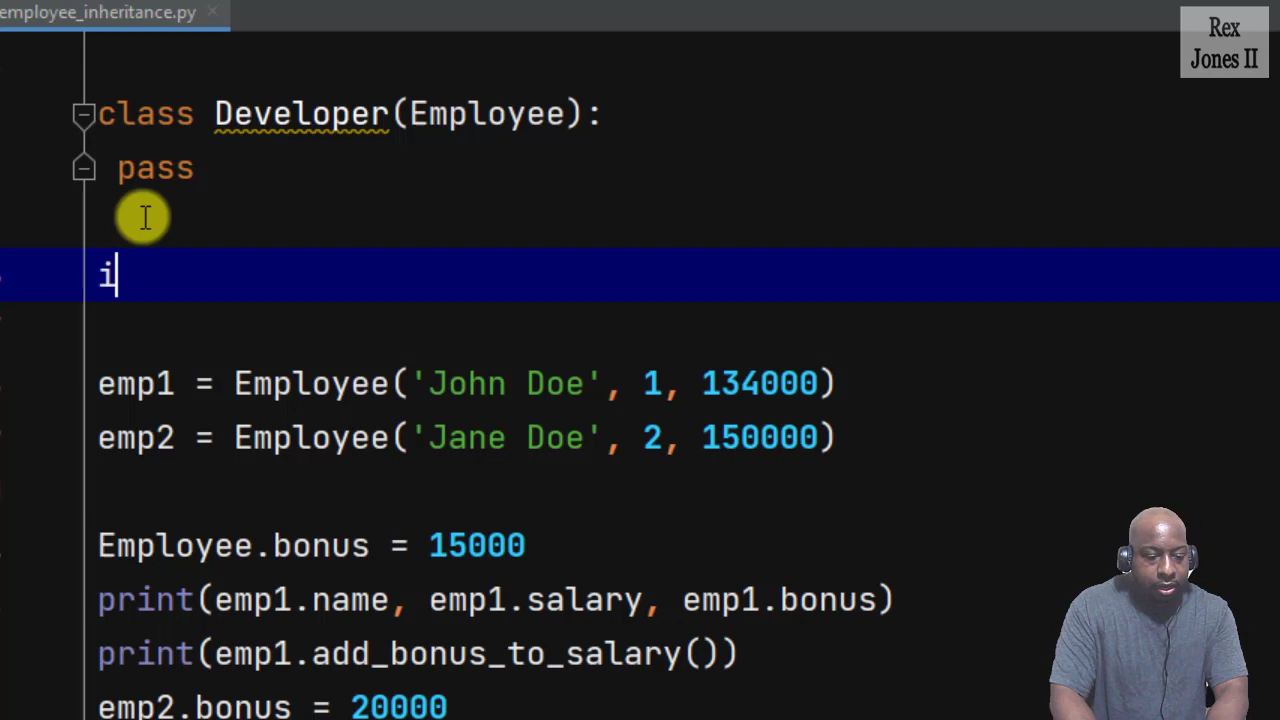 employee_inheritance.py ×
Rex
Jones II
class Developer(Employee):
pass
i
emp1 = Employee('John Doe', 1, 134000)
emp2 = Employee('Jane Doe', 2, 150000)
Employee.bonus = 15000
print(emp1.name, emp1.salary, emp1.bonus)
print(emp1.add_bonus_to_salary())
emp2.bonus = 20000